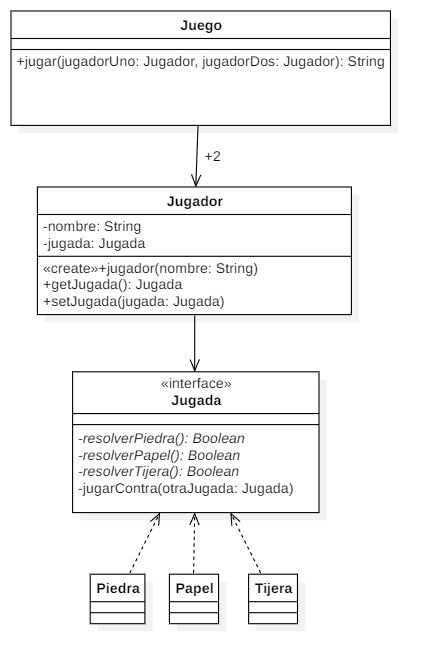 Juego
+jugar(jugadorUno: Jugador, jugadorDos: Jugador): String
+2
Jugador
-nombre: String
-jugada: Jugada
«create»+jugador(nombre: String)
+getJugada(): Jugada
+setJugada(jugada: Jugada)
«interface»
Jugada
-resolverPiedra(): Boolean
-resolverPapel(): Boolean
-resolverTijera(): Boolean
-jugarContra(otraJugada: Jugada)
Piedra Papel Tijera